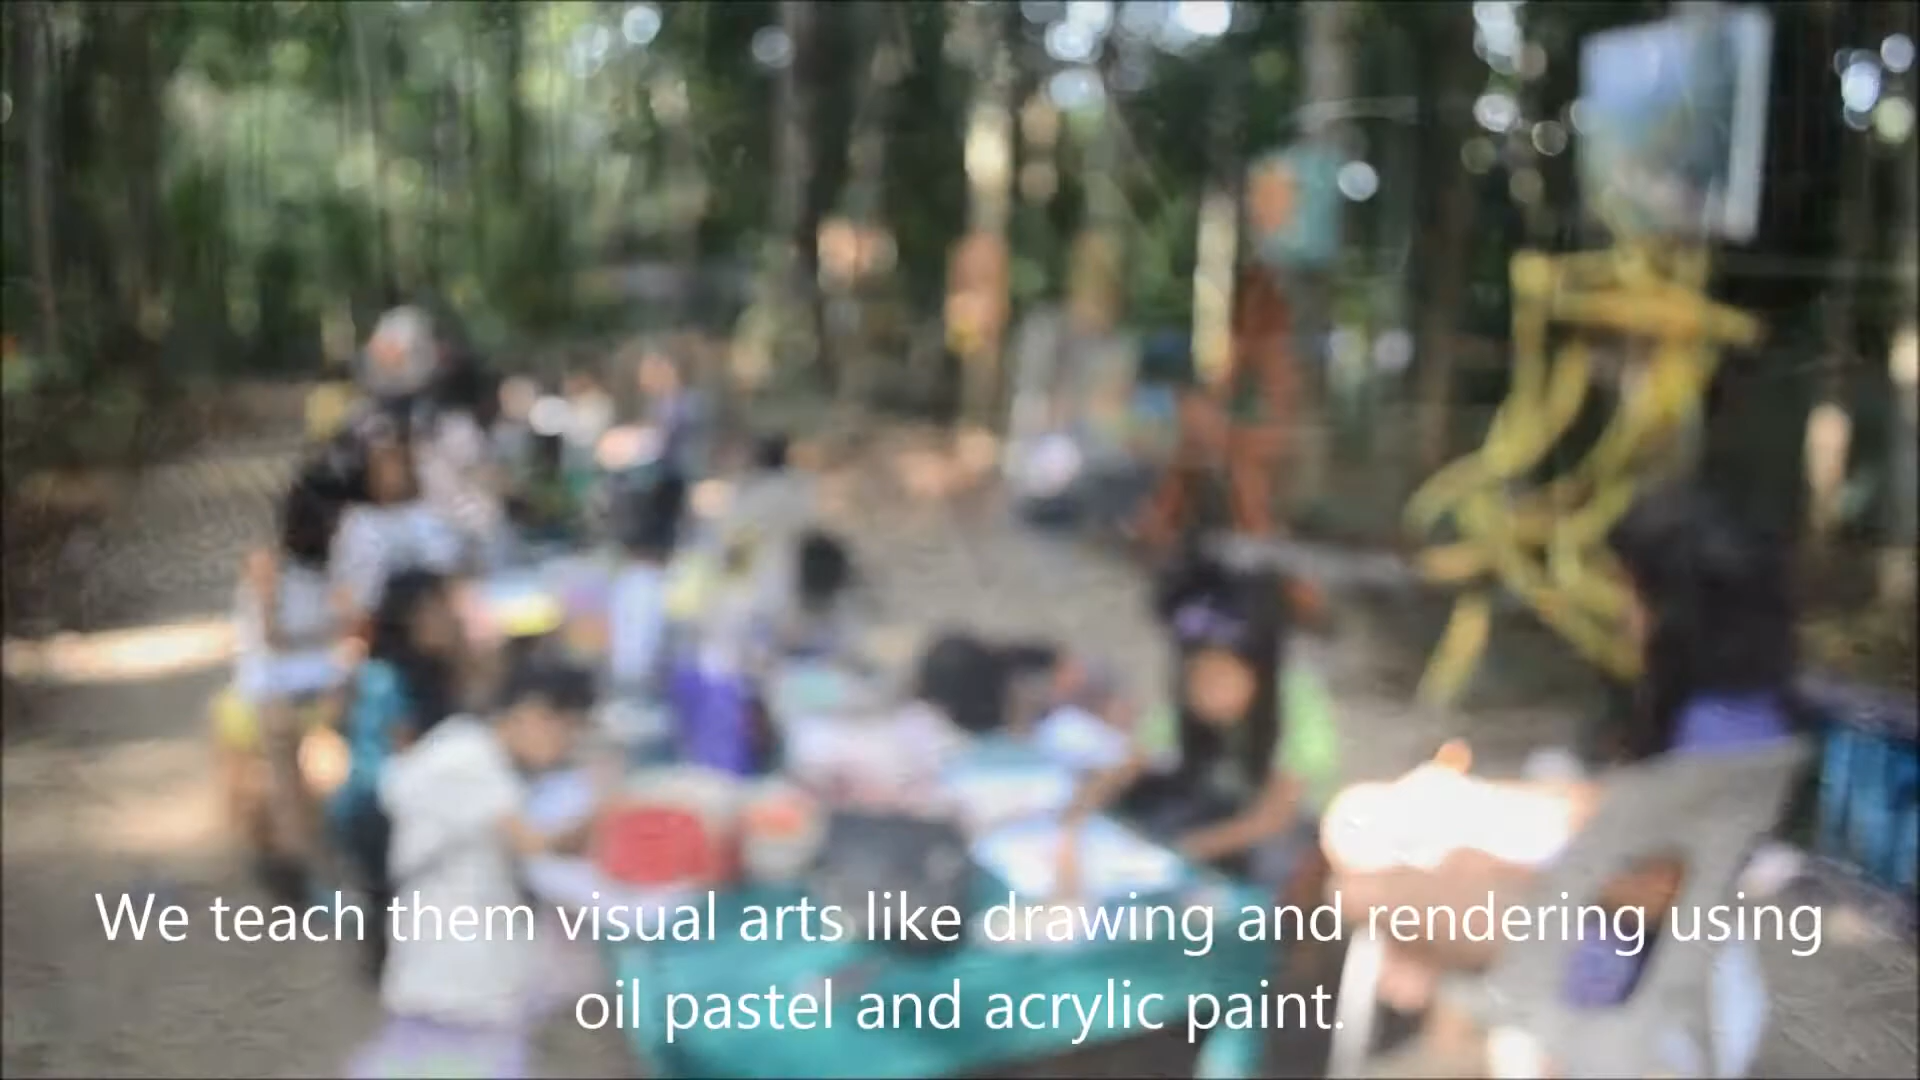 We teach them visual arts like drawing and rendering using
oil pastel and acrylic paint.